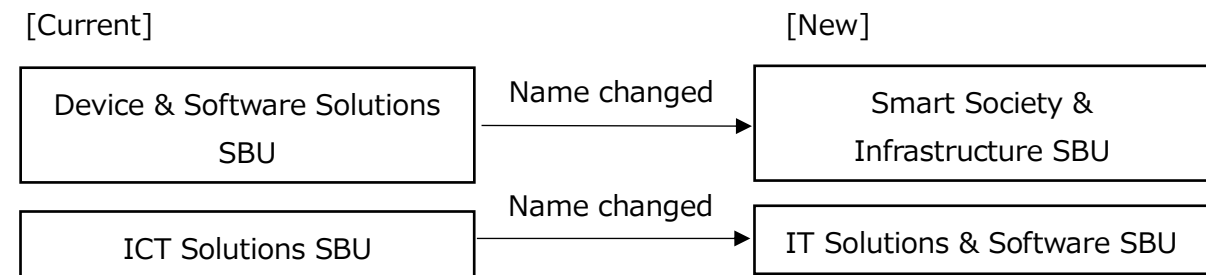 [Current]
[New]
Device & Software Solutions
SBU
Name changed
Smart Society &
Infrastructure SBU
ICT Solutions SBU
Name changed
IT Solutions & Software SBU